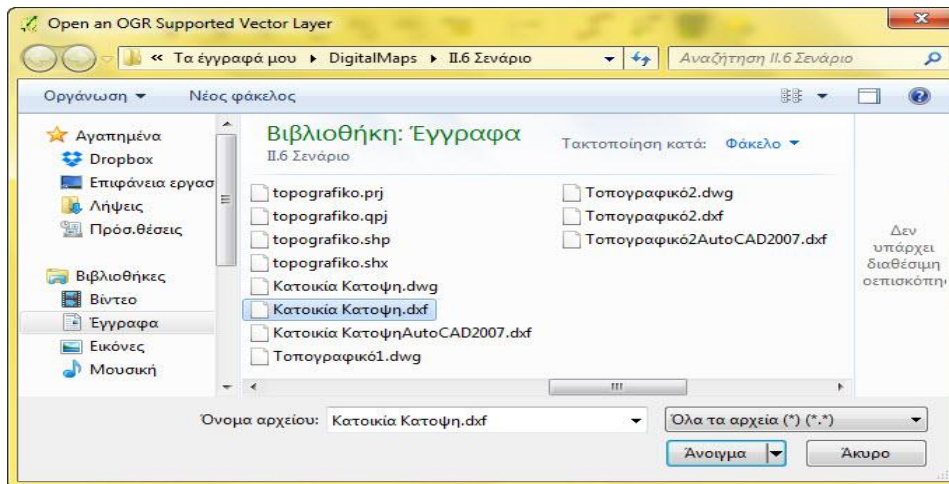 Open an OGR Supported Vector Layer
« Τα έγγραφά μου ▸ DigitalMaps ▸ II.6 Σενάριο
Αναζήτηση II.6 Σενάριο
Οργάνωση
Νέος φάκελος
Αγαπημένα
Dropbox
Επιφάνεια εργασ
Λήψεις
Πρόσ.θέσεις
Βιβλιοθήκες
Βίντεο
Έγγραφα
Εικόνες
Μουσική
Βιβλιοθήκη: Έγγραφα
II.6 Σενάριο
Τακτοποίηση κατά: Φάκελο
topografiko.prj
topografiko.qpj
topografiko.shp
topografiko.shx
Κατοικία Κατοψη.dwg
Κατοικία Κατοψη.dxf
Κατοικία ΚατοψηAutoCAD2007.dxf
Τοπογραφικό1.dwg
Τοπογραφικό2.dwg
Τοπογραφικό2.dxf
Τοπογραφικό2AutoCAD2007.dxf
Δεν
υπάρχει
διαθέσιμη
οεπισκόπη
Όνομα αρχείου: Κατοικία Κατοψη.dxf
Όλα τα αρχεία (*) (*.*)
Άνοιγμα
Άκυρο